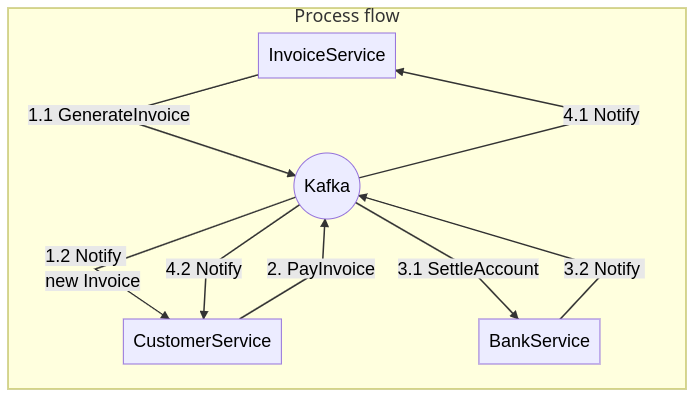 Process flow
InvoiceService
1.1 GenerateInvoice
4.1 Notify
Kafka
1.2 Notify
new Invoice
4.2 Notify
2. PayInvoice
3.1 SettleAccount
3.2 Notify
CustomerService
BankService